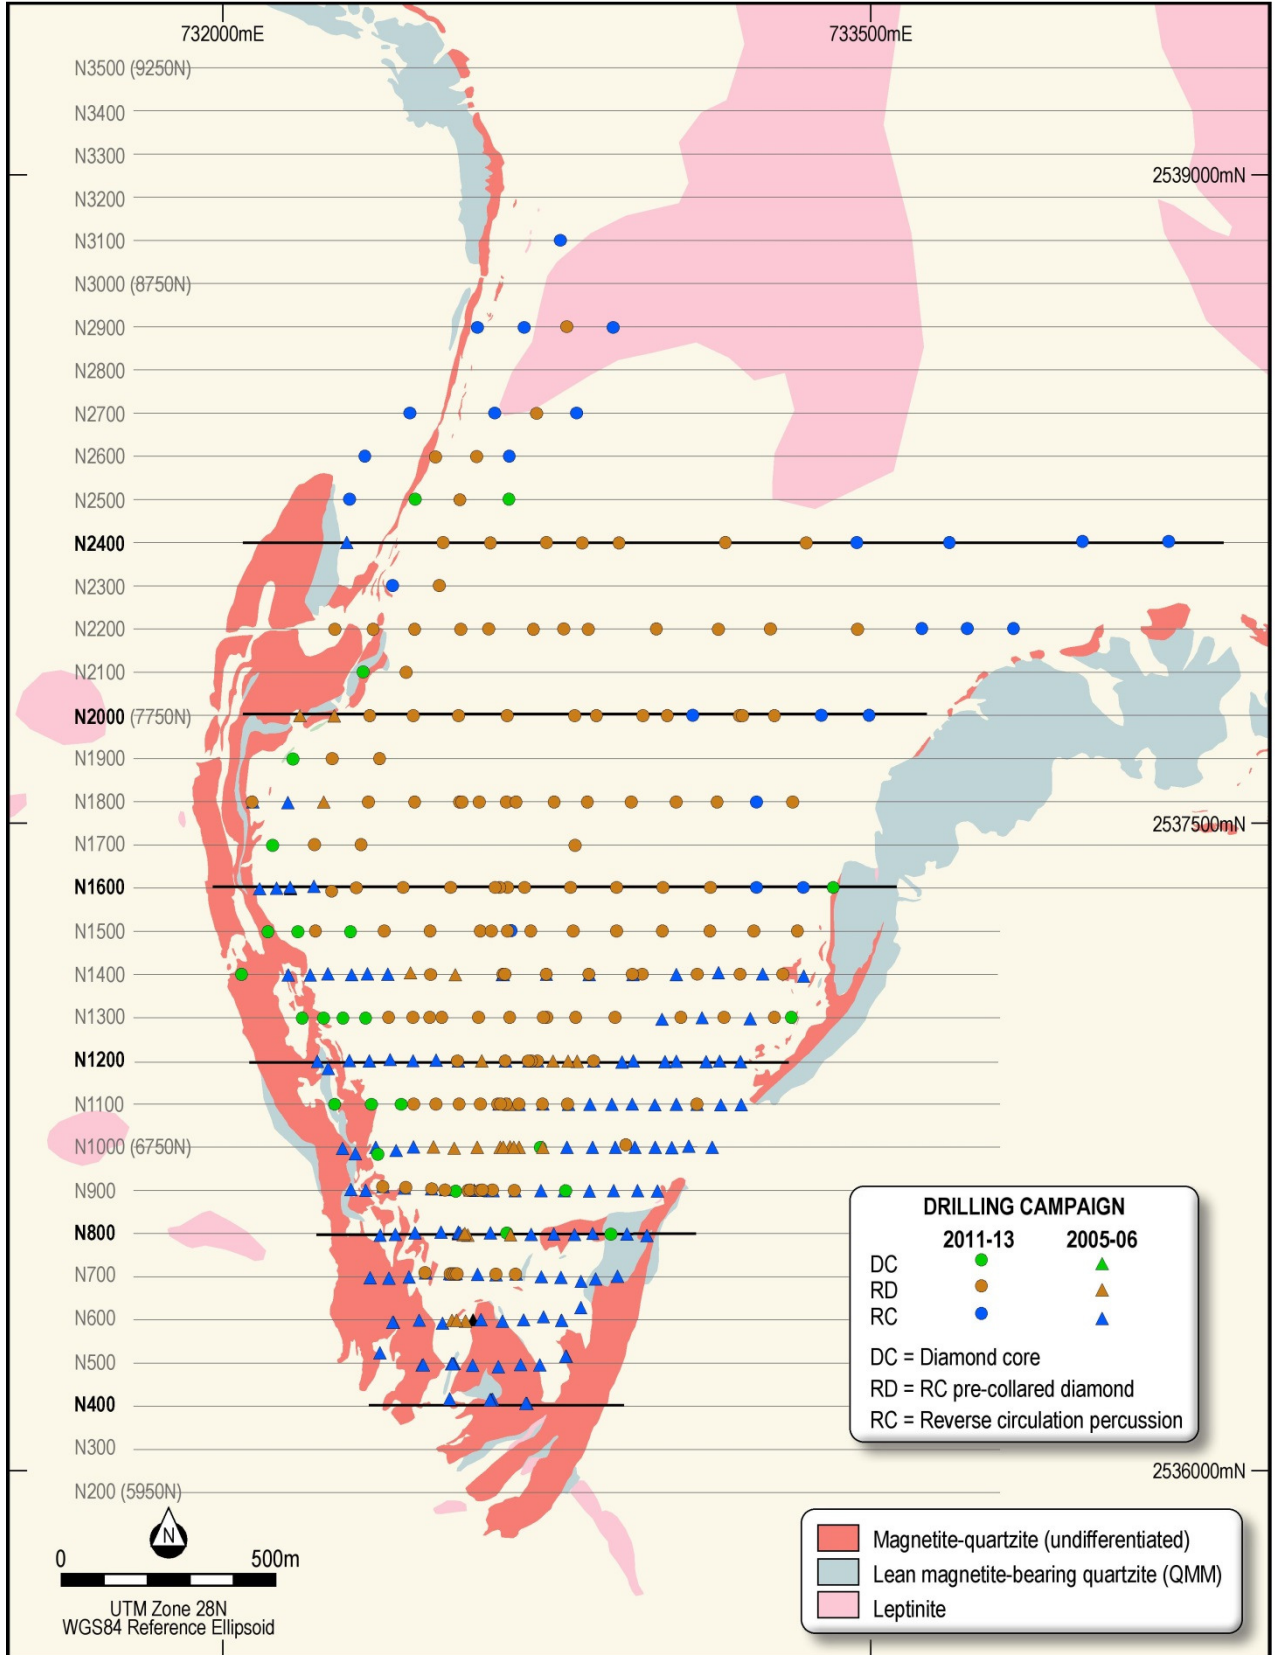 732000mE 733500mE
N3500 (9250N)
N3400
N3300
2539000mN
N3200
N3100
N3000 (8750N)
N2900
N2800
N2700
N2600
N2500
N2400
N2300
N2200
N2100
N2000 (7750N)
N1900
N1800
2537500mN
N1700
N1600
N1500
N1400
N1300
N1200
N1100
N1000 (6750N)
N900
N800
N700
N600
N500
N400
N300
N200 (5950N)
2536000mN
DRILLING CAMPAIGN
2011-13 2005-06
DC
RD
RC
DC = Diamond core
RD = RC pre-collared diamond
RC = Reverse circulation percussion
N
0 500m
UTM Zone 28N
WGS84 Reference Ellipsoid
Magnetite-quartzite (undifferentiated)
Lean magnetite-bearing quartzite (QMM)
Leptinite